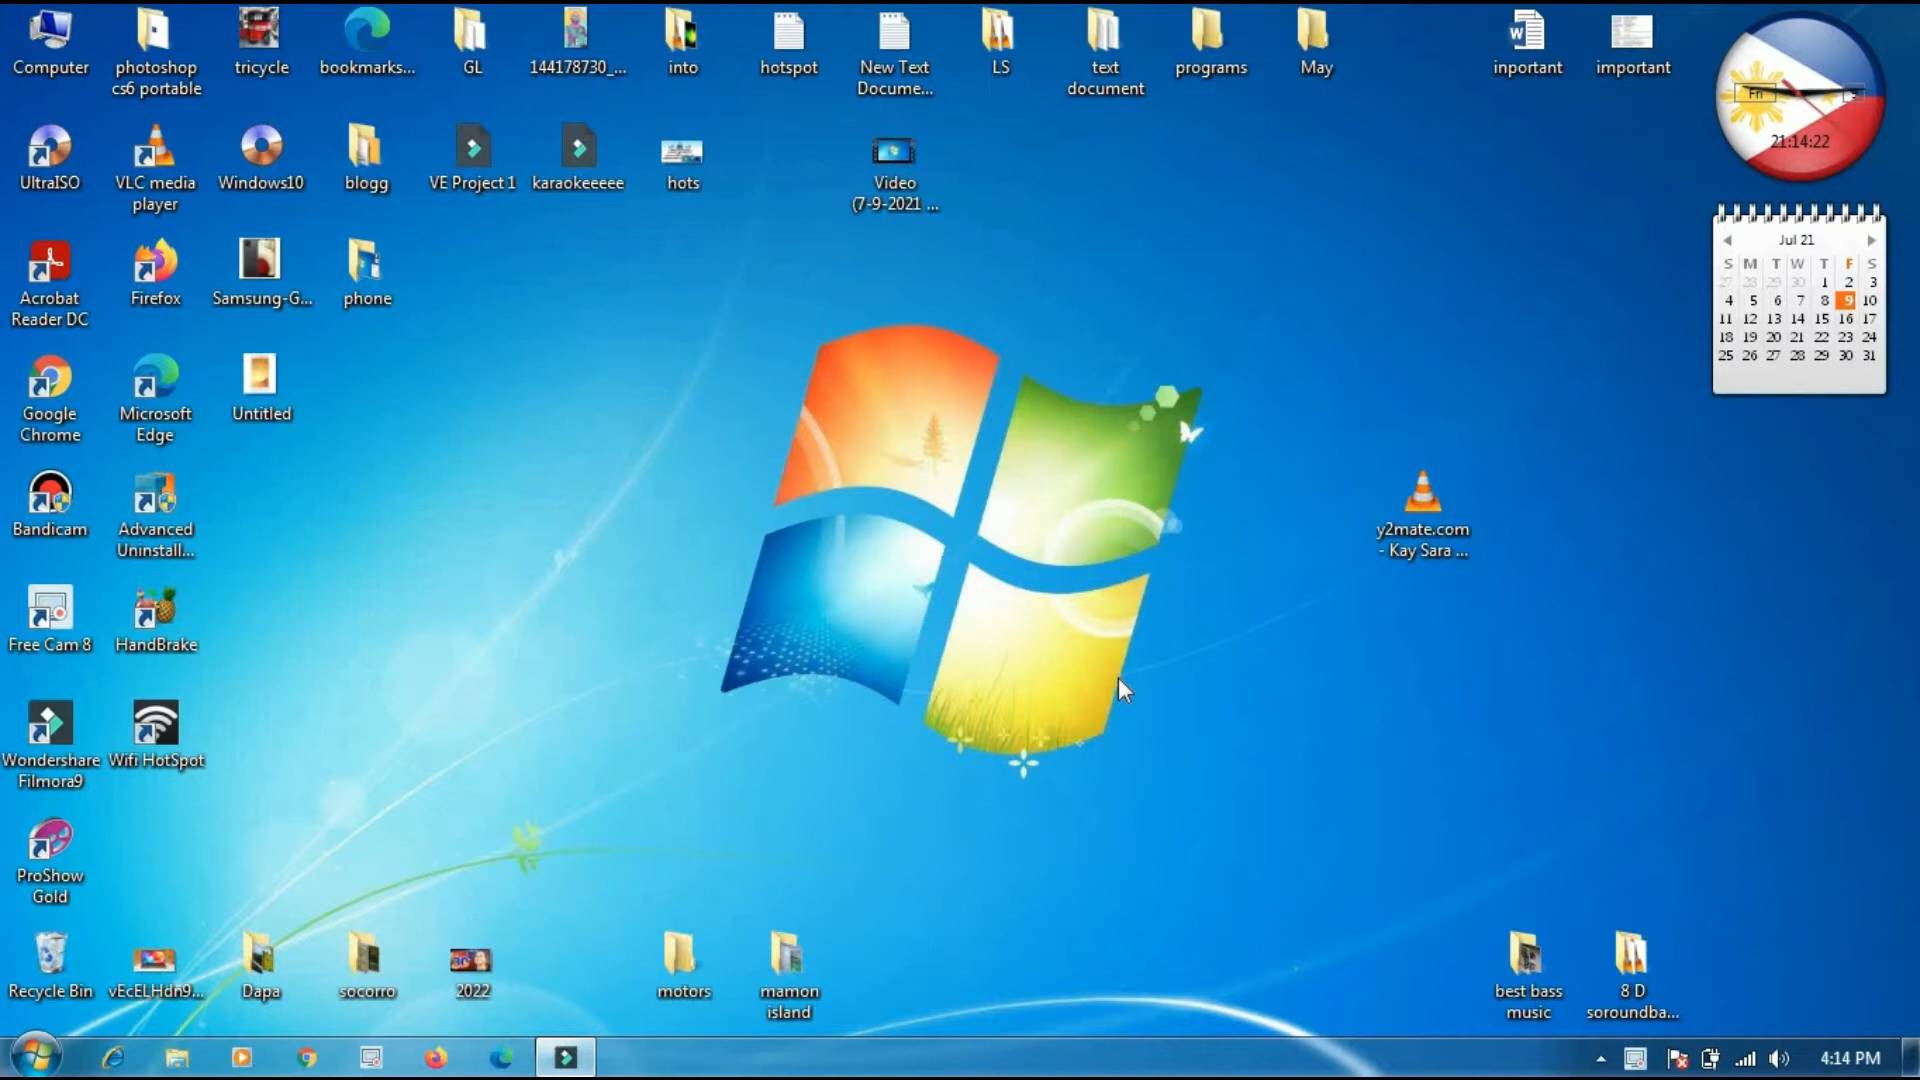 Computer
photoshop
cs6 portable
tricycle
bookmarks...
GL
144178730_...
into
hotspot
New Text
Docume...
LS
text
document
programs
May
inportant
important
Fri
21:14:22
UltraISO
VLC media
player
Windows10
blogg
VE Project 1
karaokeeeee
hots
Video
(7-9-2021 ...
Jul 21
S M T W T F S
27 28 29 30 1 2 3
4 5 6 7 8 9 10
11 12 13 14 15 16 17
18 19 20 21 22 23 24
25 26 27 28 29 30 31
Acrobat
Reader DC
Firefox
Samsung-G...
phone
Google
Chrome
Microsoft
Edge
Untitled
Bandicam
Advanced
Uninstall...
y2mate.com
- Kay Sara ...
Free Cam 8
HandBrake
Wondershare
Filmora9
Wifi HotSpot
ProShow
Gold
Recycle Bin
vEcELHdn9...
Dapa
socorro
2022
motors
mamon
island
best bass
music
8 D
soroundba...
4:14 PM